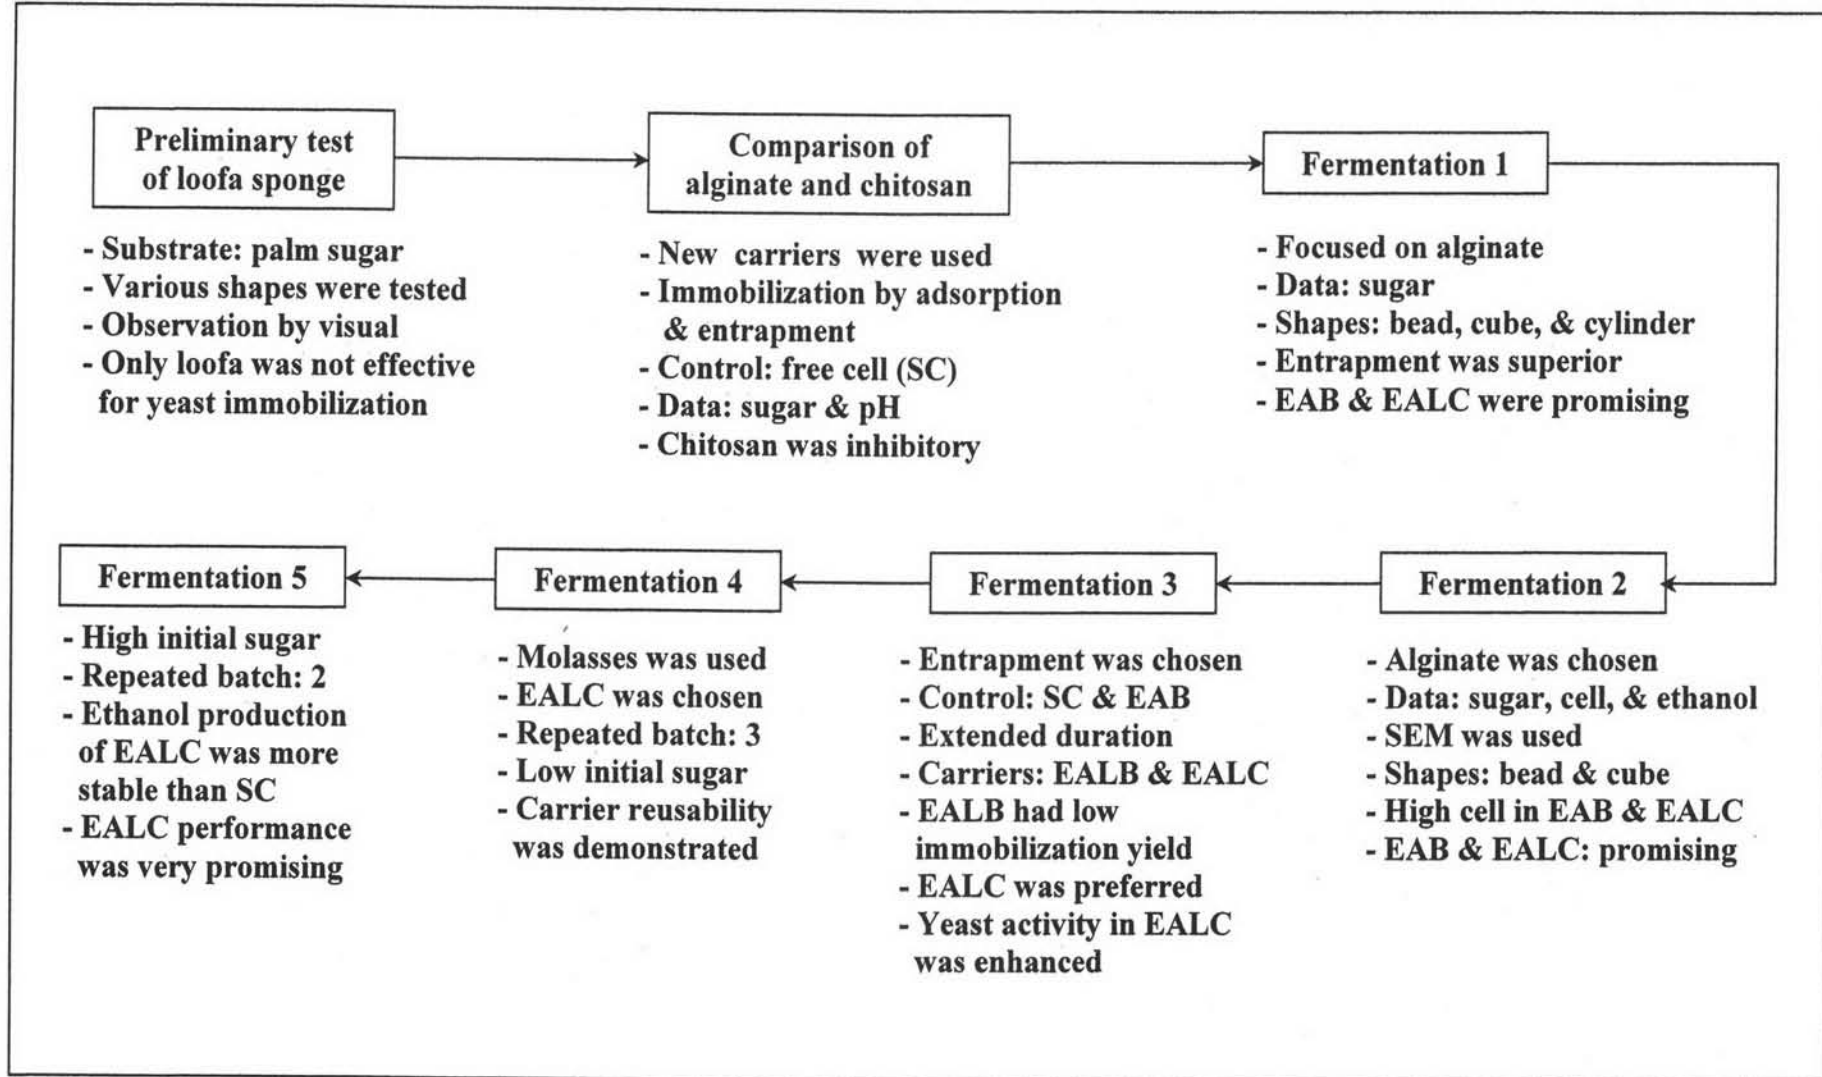 Preliminary test
of loofa sponge
- Substrate: palm sugar
- Various shapes were tested
- Observation by visual
- Only loofa was not effective
for yeast immobilization
Comparison of
alginate and chitosan
- New carriers were used
- Immobilization by adsorption
& entrapment
- Control: free cell (SC)
- Data: sugar & pH
- Chitosan was inhibitory
Fermentation 1
- Focused on alginate
- Data: sugar
- Shapes: bead, cube, & cylinder
- Entrapment was superior
- EAB & EALC were promising
Fermentation 2
- Alginate was chosen
- Data: sugar, cell, & ethanol
- SEM was used
- Shapes: bead & cube
- High cell in EAB & EALC
- EAB & EALC: promising
Fermentation 3
- Entrapment was chosen
- Control: SC & EAB
- Extended duration
- Carriers: EALB & EALC
- EALB had low
immobilization yield
- EALC was preferred
- Yeast activity in EALC
was enhanced
Fermentation 4
- Molasses was used
- EALC was chosen
- Repeated batch: 3
- Low initial sugar
- Carrier reusability
was demonstrated
Fermentation 5
- High initial sugar
- Repeated batch: 2
- Ethanol production
of EALC was more
stable than SC
- EALC performance
was very promising